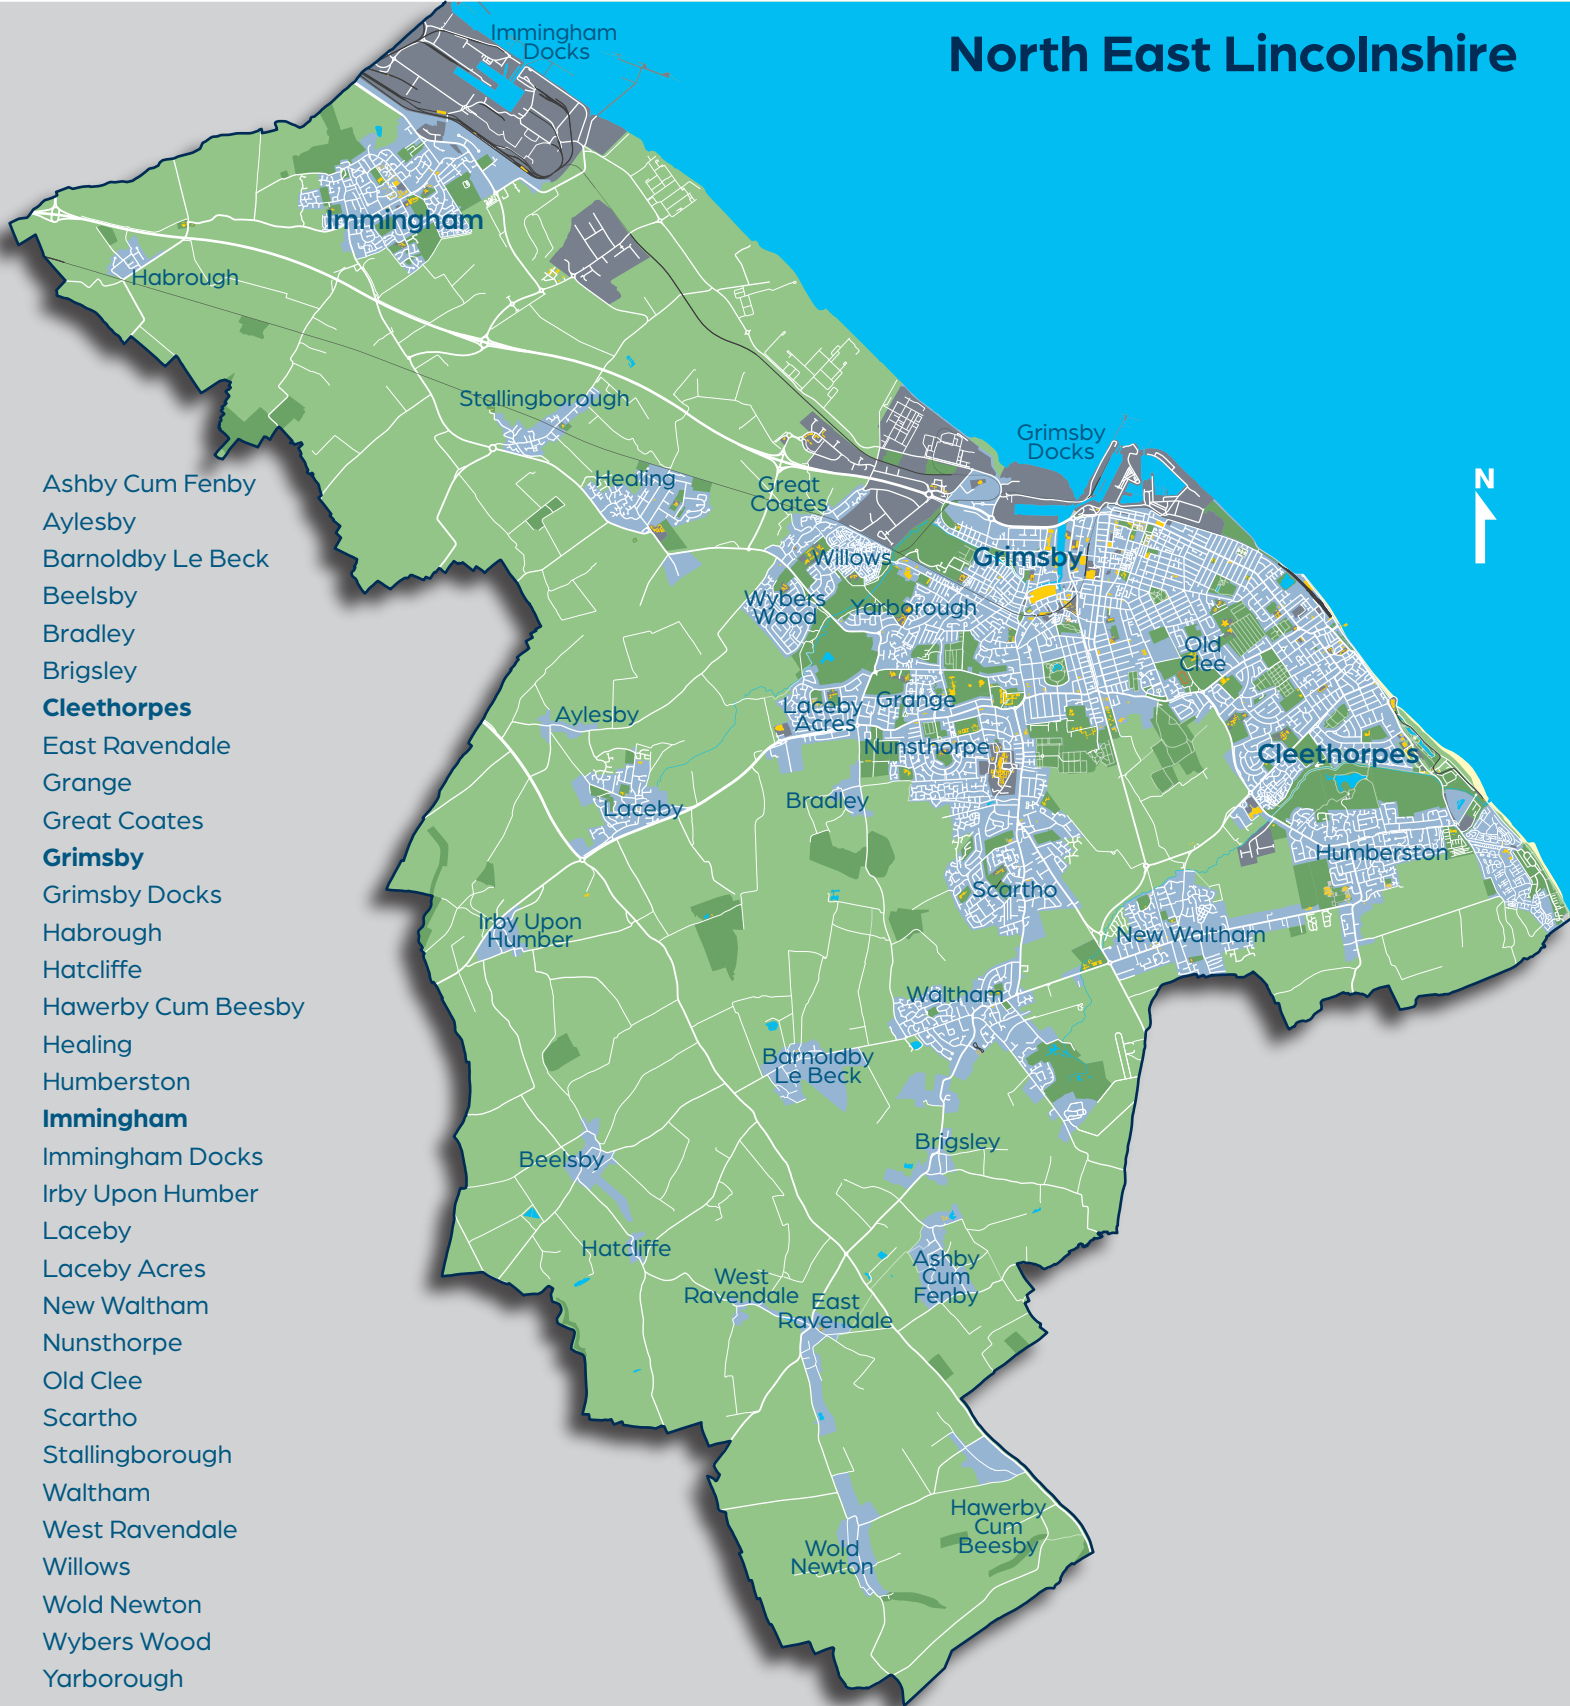 North East Lincolnshire
Immingham
Docks
Immingham
Habrough
Stallingborough
Healing
Great
Coates
Grimsby
Docks
N
Willows
Grimsby
Wybers
Wood
Yarborough
Old
Clee
Aylesby
Laceby
Acres
Grange
Nunsthorpe
Cleethorpes
Laceby
Bradley
Humberston
Scartho
Irby Upon
Humber
New Waltham
Waltham
Barnoldby
Le Beck
Brigsley
Beelsby
Hatcliffe
Ashby
Cum
Fenby
West
Ravendale
East
Ravendale
Hawerby
Cum
Beesby
Wold
Newton
Ashby Cum Fenby
Aylesby
Barnoldby Le Beck
Beelsby
Bradley
Brigsley
Cleethorpes
East Ravendale
Grange
Great Coates
Grimsby
Grimsby Docks
Habrough
Hatcliffe
Hawerby Cum Beesby
Healing
Humberston
Immingham
Immingham Docks
Irby Upon Humber
Laceby
Laceby Acres
New Waltham
Nunsthorpe
Old Clee
Scartho
Stallingborough
Waltham
West Ravendale
Willows
Wold Newton
Wybers Wood
Yarborough